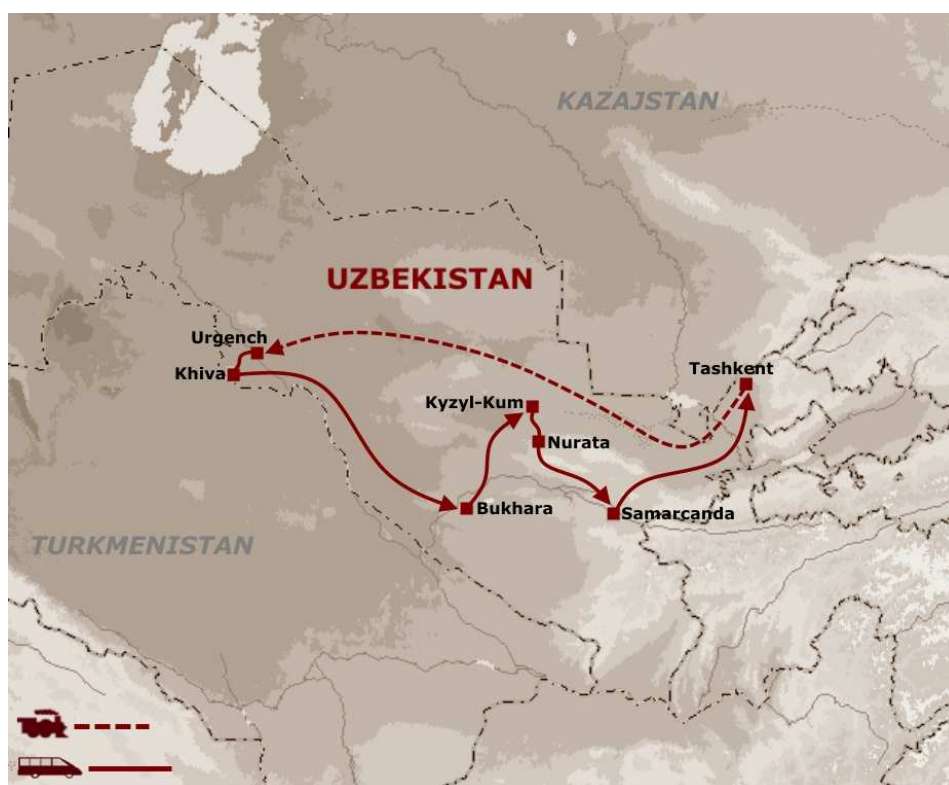 KAZAJSTAN
UZBEKISTAN
Urgench
Khiva
Tashkent
Kyzyl-Kum
Nurata
Bukhara
Samarcanda
TURKMENISTAN